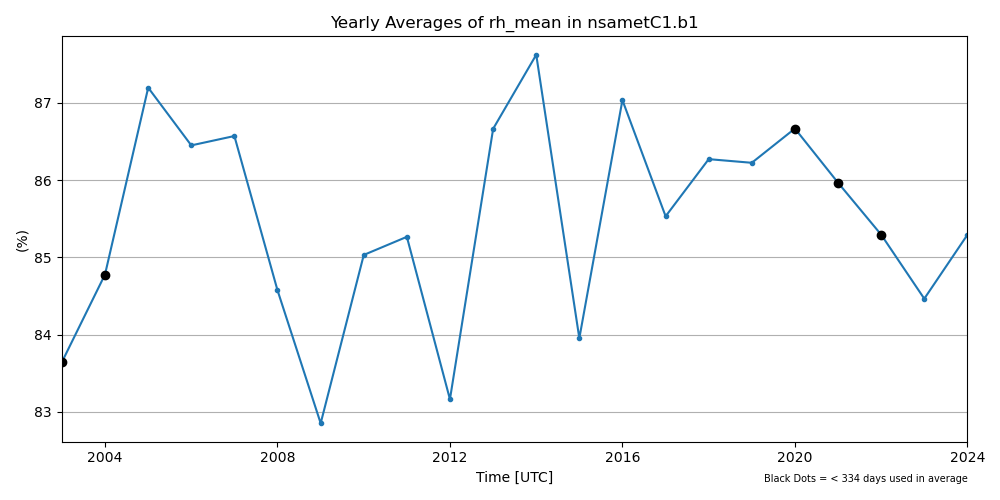 Yearly Averages of rh_mean in nsametC1.b1
87
86
85
84
83
(%)
2004 2008 2012 2016 2020 2024
Time [UTC]
Black Dots = < 334 days used in average